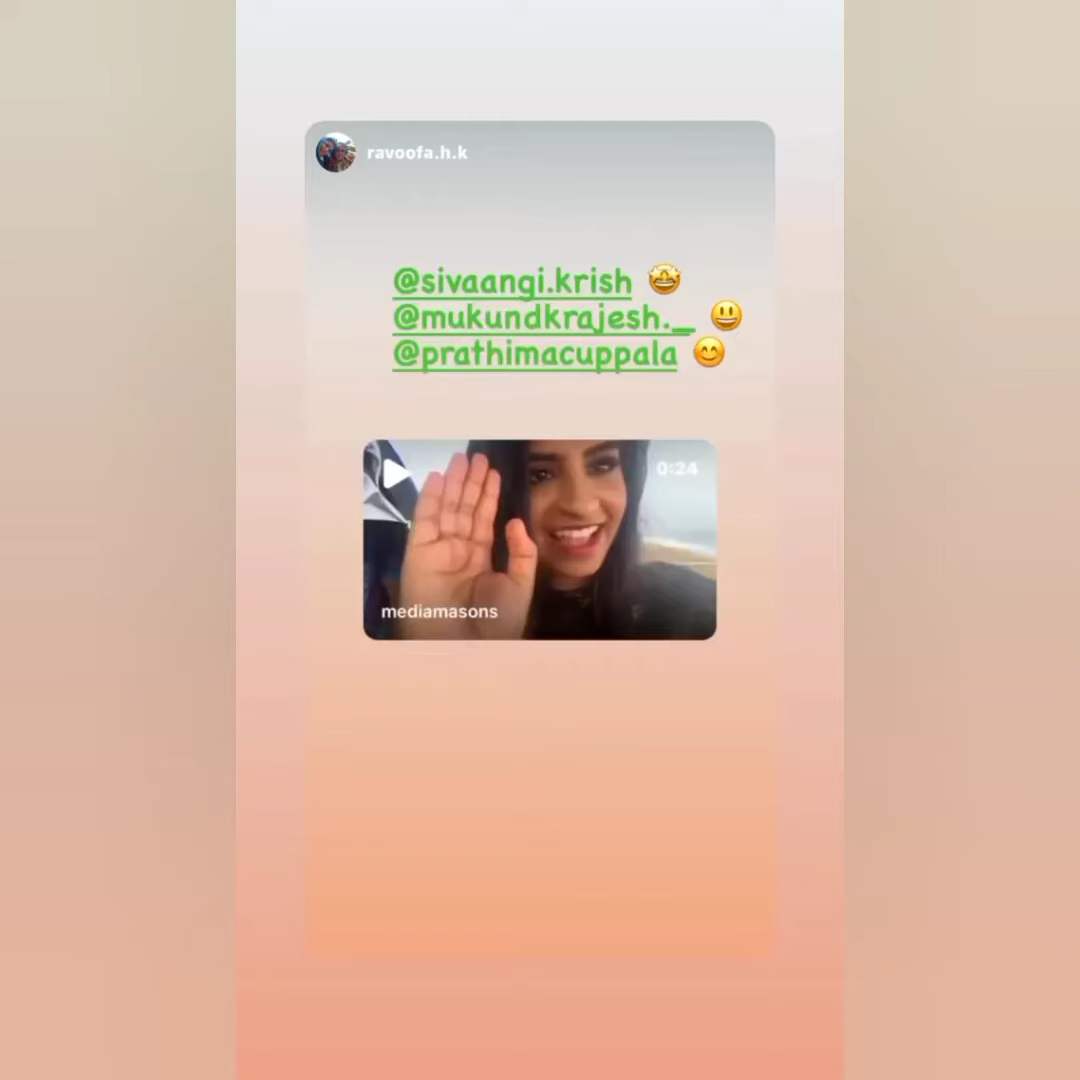 ravoofa.h.k
@sivaangi.krish 🤩
@mukundkrajesh._ 😃
@prathimacuppala 😊
0:24
mediamasons